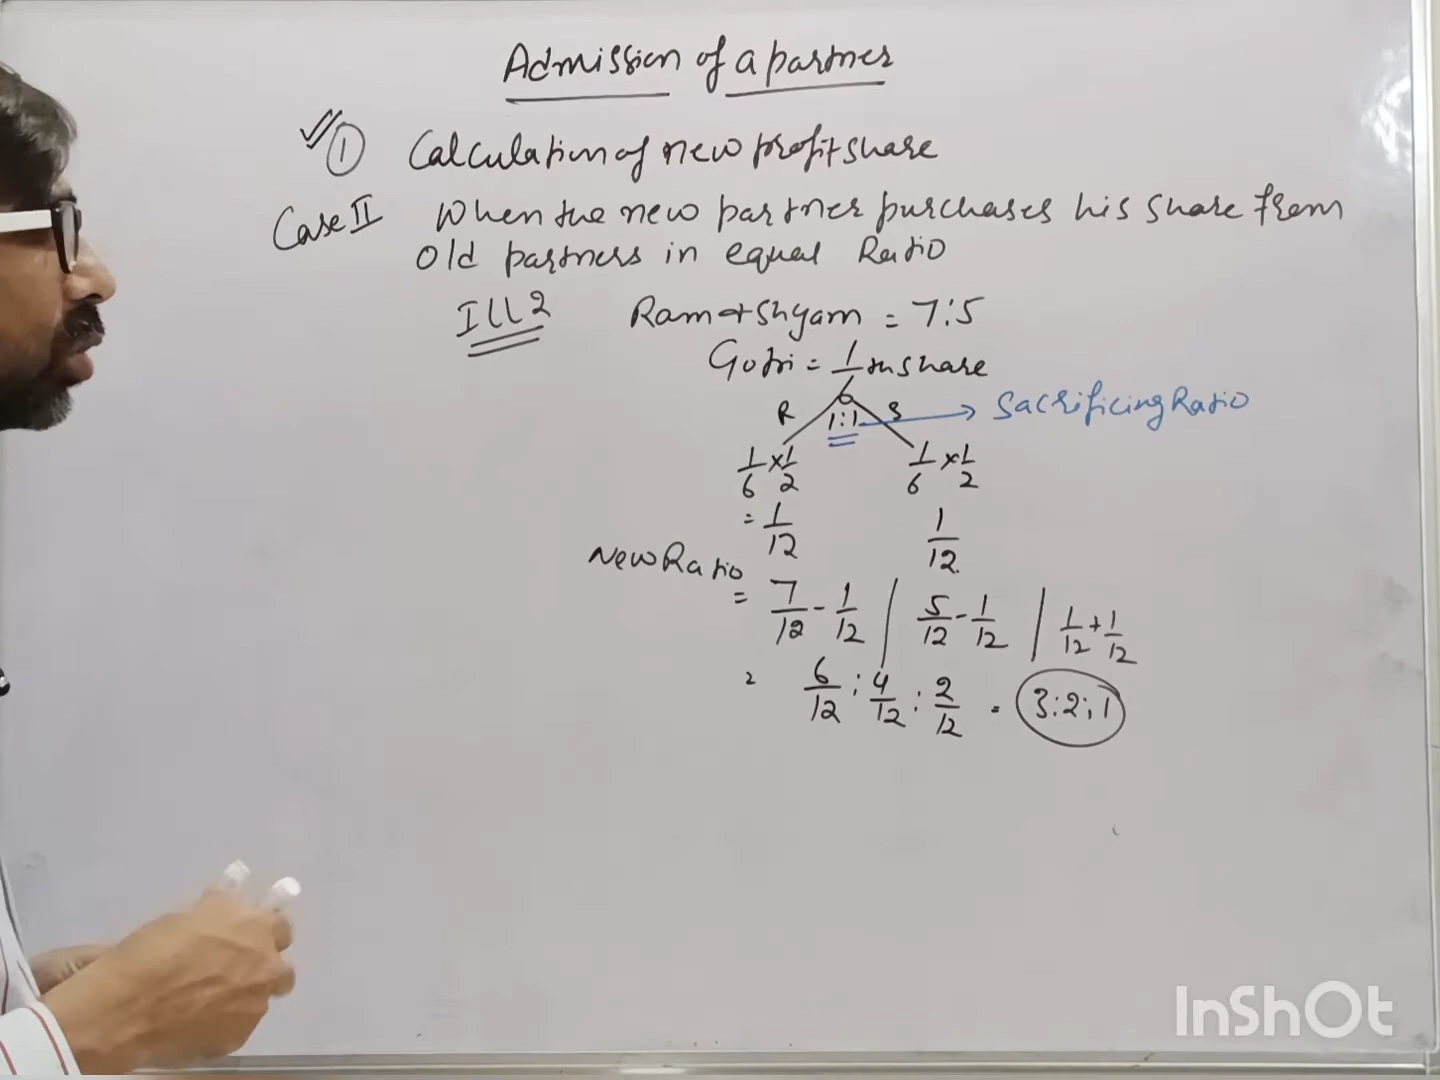 Admission of a partner
① Calculation of new profit share
Case II When the new partner purchases his share from
old partners in equal Ratio
Ill 2 Ram & Shyam = 7:5
Gotri = 1/6 th share
R 1:1 S → Sacrificing Ratio
1/6 × 1/2 1/6 × 1/2
= 1/12 1/12
New Ratio
= 7/12 - 1/12 | 5/12 - 1/12 | 1/12 + 1/12
= 6/12 : 4/12 : 2/12 = 3:2:1
InShOt